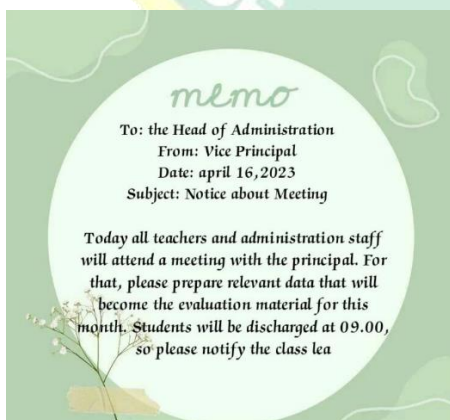 memo
To: the Head of Administration
From: Vice Principal
Date: april 16,2023
Subject: Notice about Meeting
Today all teachers and administration staff
will attend a meeting with the principal. For
that, please prepare relevant data that will
become the evaluation material for this
month. Students will be discharged at 09.00,
so please notify the class lea